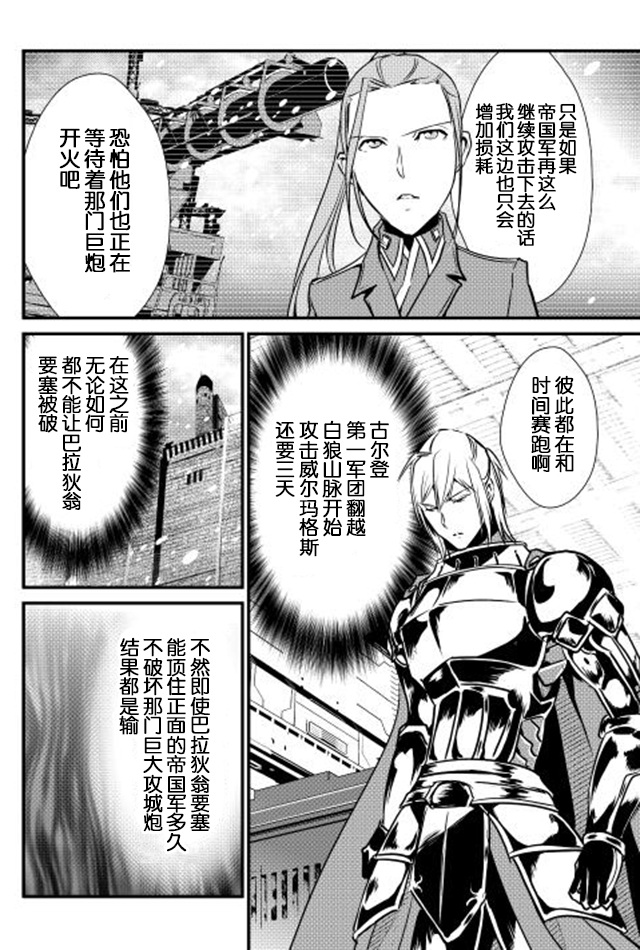 只是如果
帝国军再这么
继续攻击下去的话
我们这边也只会
增加损耗
恐怕他们也正在
等待着那门巨炮
开火吧
彼此都在和
时间赛跑啊
古尔登
第一军团翻越
白狼山脉开始
攻击威尔玛格斯
还要三天
在这之前
无论如何
都不能让巴拉狄翁
要塞被破
不然即使巴拉狄翁要塞
能顶住正面的帝国军多久
不破坏那门巨大攻城炮
结果都是输